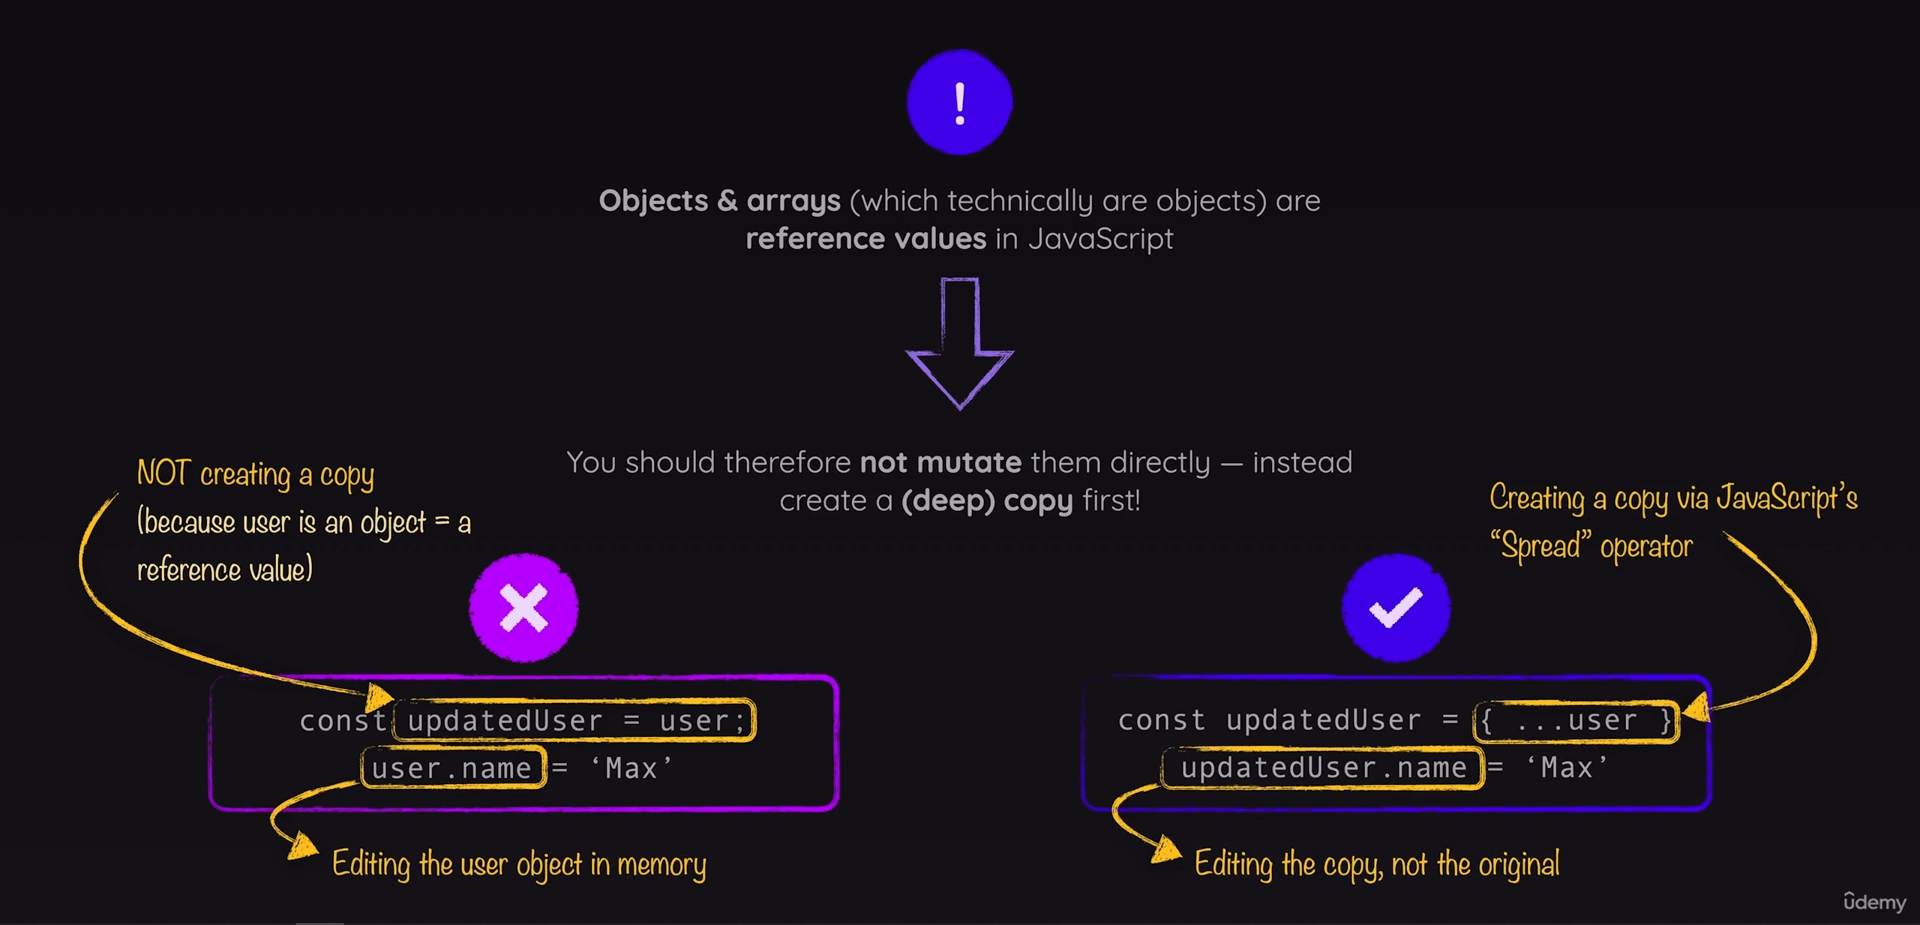 !
Objects & arrays (which technically are objects) are
reference values in JavaScript
You should therefore not mutate them directly — instead
create a (deep) copy first!
NOT creating a copy
(because user is an object = a
reference value)
const updatedUser = user;
user.name = ‘Max’
Editing the user object in memory
Creating a copy via JavaScript’s
“Spread” operator
const updatedUser = { ...user }
updatedUser.name = ‘Max’
Editing the copy, not the original
ûdemy